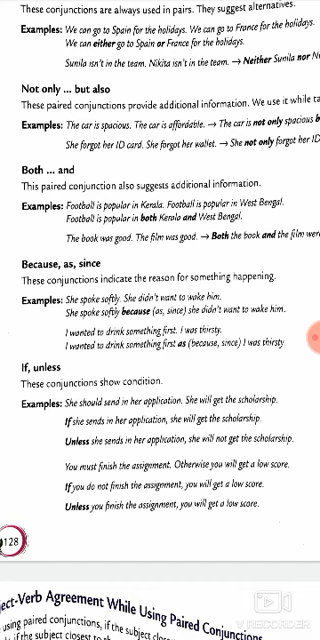 These conjunctions are always used in pairs. They suggest alternatives.
Examples: We can go to Spain for the holidays. We can go to France for the holidays.
We can either go to Spain or France for the holidays.
Sunila isn't in the team. Nikita isn't in the team. → Neither Sunila nor
Not only ... but also
These paired conjunctions provide additional information. We use it while
Examples: The car is spacious. The car is affordable. → The car is not only spacious
She forgot her ID card. She forgot her wallet. → She not only forgot her ID
Both ... and
This paired conjunction also suggests additional information.
Examples: Football is popular in Kerala. Football is popular in West Bengal.
Football is popular in both Kerala and West Bengal.
The book was good. The film was good. → Both the book and the film
Because, as, since
These conjunctions indicate the reason for something happening.
Examples: She spoke softly. She didn't want to wake him.
She spoke softly because (as, since) she didn't want to wake him.
I wanted to drink something first. I was thirsty.
I wanted to drink something first as (because, since) I was thirsty.
If, unless
These conjunctions show condition.
Examples: She should send in her application. She will get the scholarship.
If she sends in her application, she will get the scholarship.
Unless she sends in her application, she will not get the scholarship.
You must finish the assignment. Otherwise you will get a low score.
If you do not finish the assignment, you will get a low score.
Unless you finish the assignment, you will get a low score.
128
ject-Verb Agreement While Using Paired Conjunctions
using paired conjunctions, if the subject
if the subject closest to